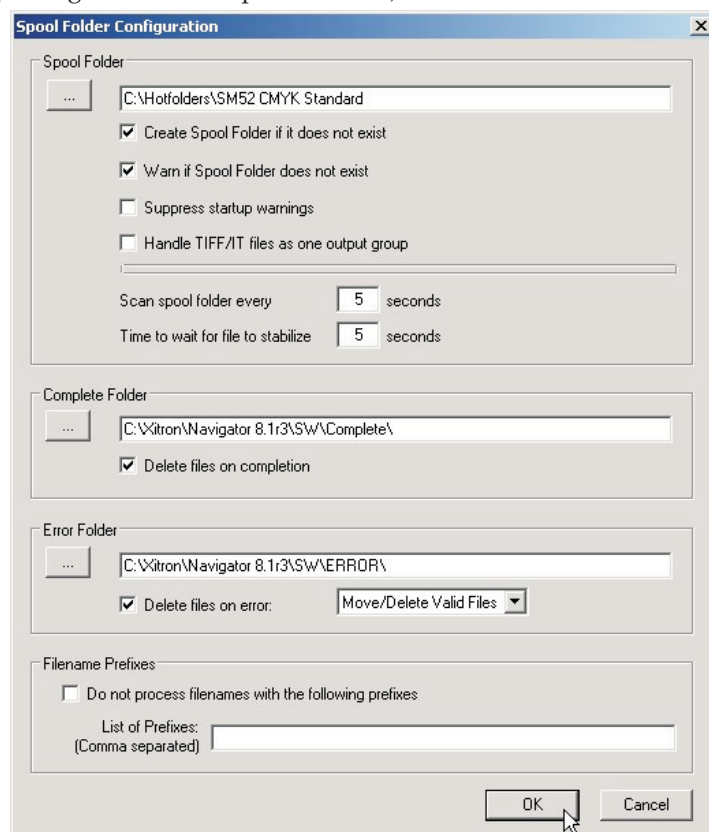 Spool Folder Configuration
Spool Folder
...
C:\Hotfolders\SM52 CMYK Standard
Create Spool Folder if it does not exist
Warn if Spool Folder does not exist
Suppress startup warnings
Handle TIFF/IT files as one output group
Scan spool folder every 5 seconds
Time to wait for file to stabilize 5 seconds
Complete Folder
...
C:\Xitron\Navigator 8.1r3\SW\Complete\
Delete files on completion
Error Folder
...
C:\Xitron\Navigator 8.1r3\SW\ERROR\
Delete files on error: Move/Delete Valid Files
Filename Prefixes
Do not process filenames with the following prefixes
List of Prefixes:
(Comma separated)
OK Cancel